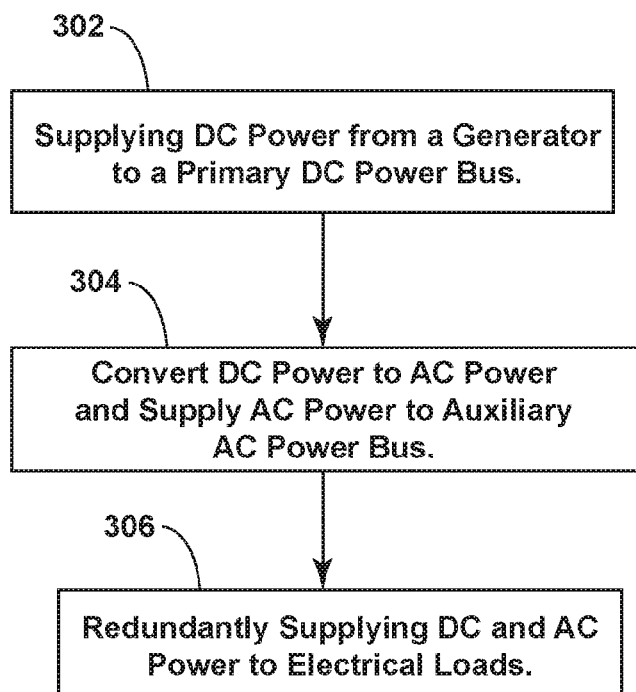 302
Supplying DC Power from a Generator
to a Primary DC Power Bus.
304
Convert DC Power to AC Power
and Supply AC Power to Auxiliary
AC Power Bus.
306
Redundantly Supplying DC and AC
Power to Electrical Loads.